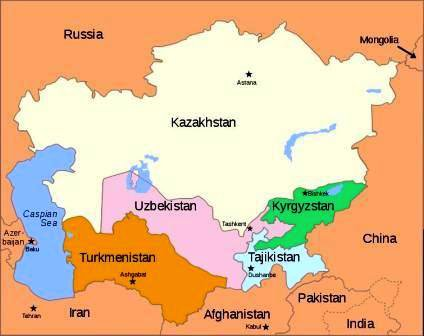 Russia
Mongolia
Astana
Kazakhstan
Bishkek
Uzbekistan
Kyrgyzstan
Caspian
Sea
Tashkent
Azer-
baijan
Baku
China
Turkmenistan
Tajikistan
Ashgabat
Dushanbe
Pakistan
Tehran
Iran
Afghanistan
Kabul
India